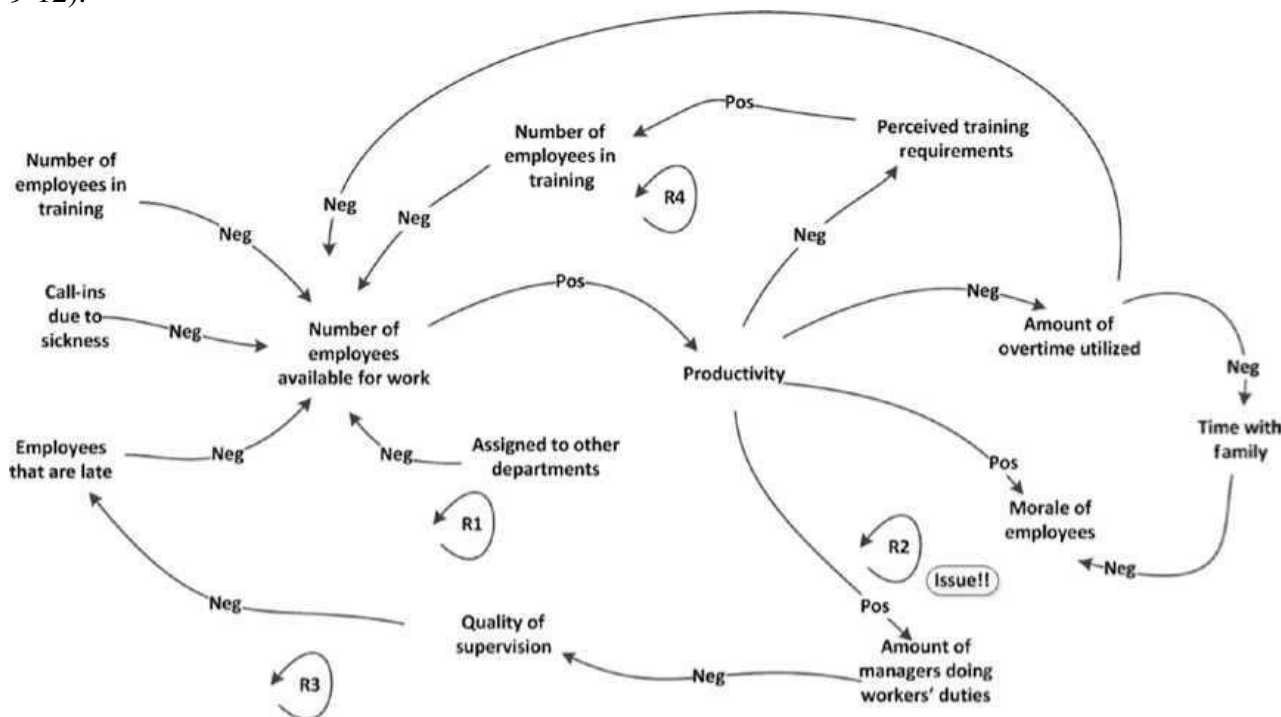 9-12).
Pos
Number of
employees in
training
Perceived training
requirements
Number of
employees in
training
R4
Neg
Neg
Neg
Neg
Pos
Neg
Call-ins
due to
sickness
Neg
Number of
employees
available for work
Amount of
overtime utilized
Productivity
Neg
Time with
family
Employees
that are late
Neg
Neg
Assigned to other
departments
Pos
Morale of
employees
R1
R2
Issue!!
Neg
Pos
Neg
Quality of
supervision
Amount of
managers doing
workers' duties
Neg
R3